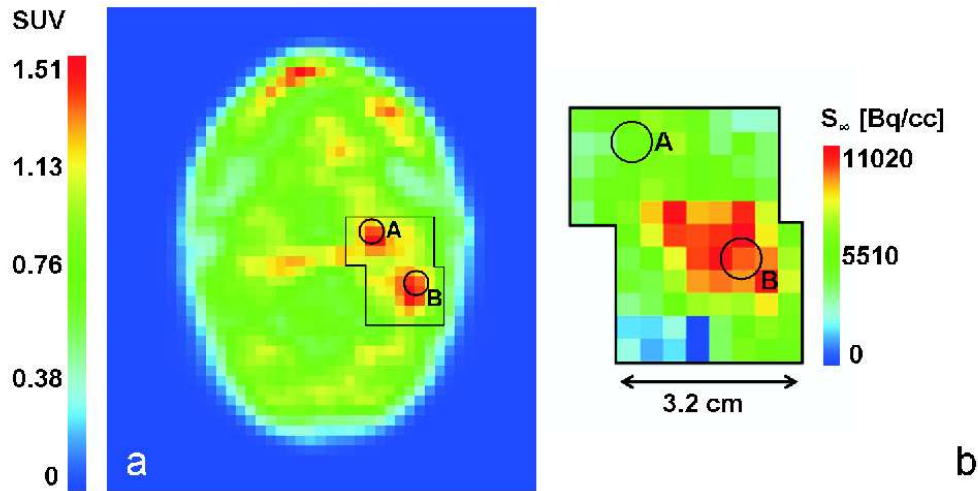 SUV
1.51
1.13
0.76
0.38
0
A
B
a
A
B
S∞ [Bq/cc]
11020
5510
0
3.2 cm
b